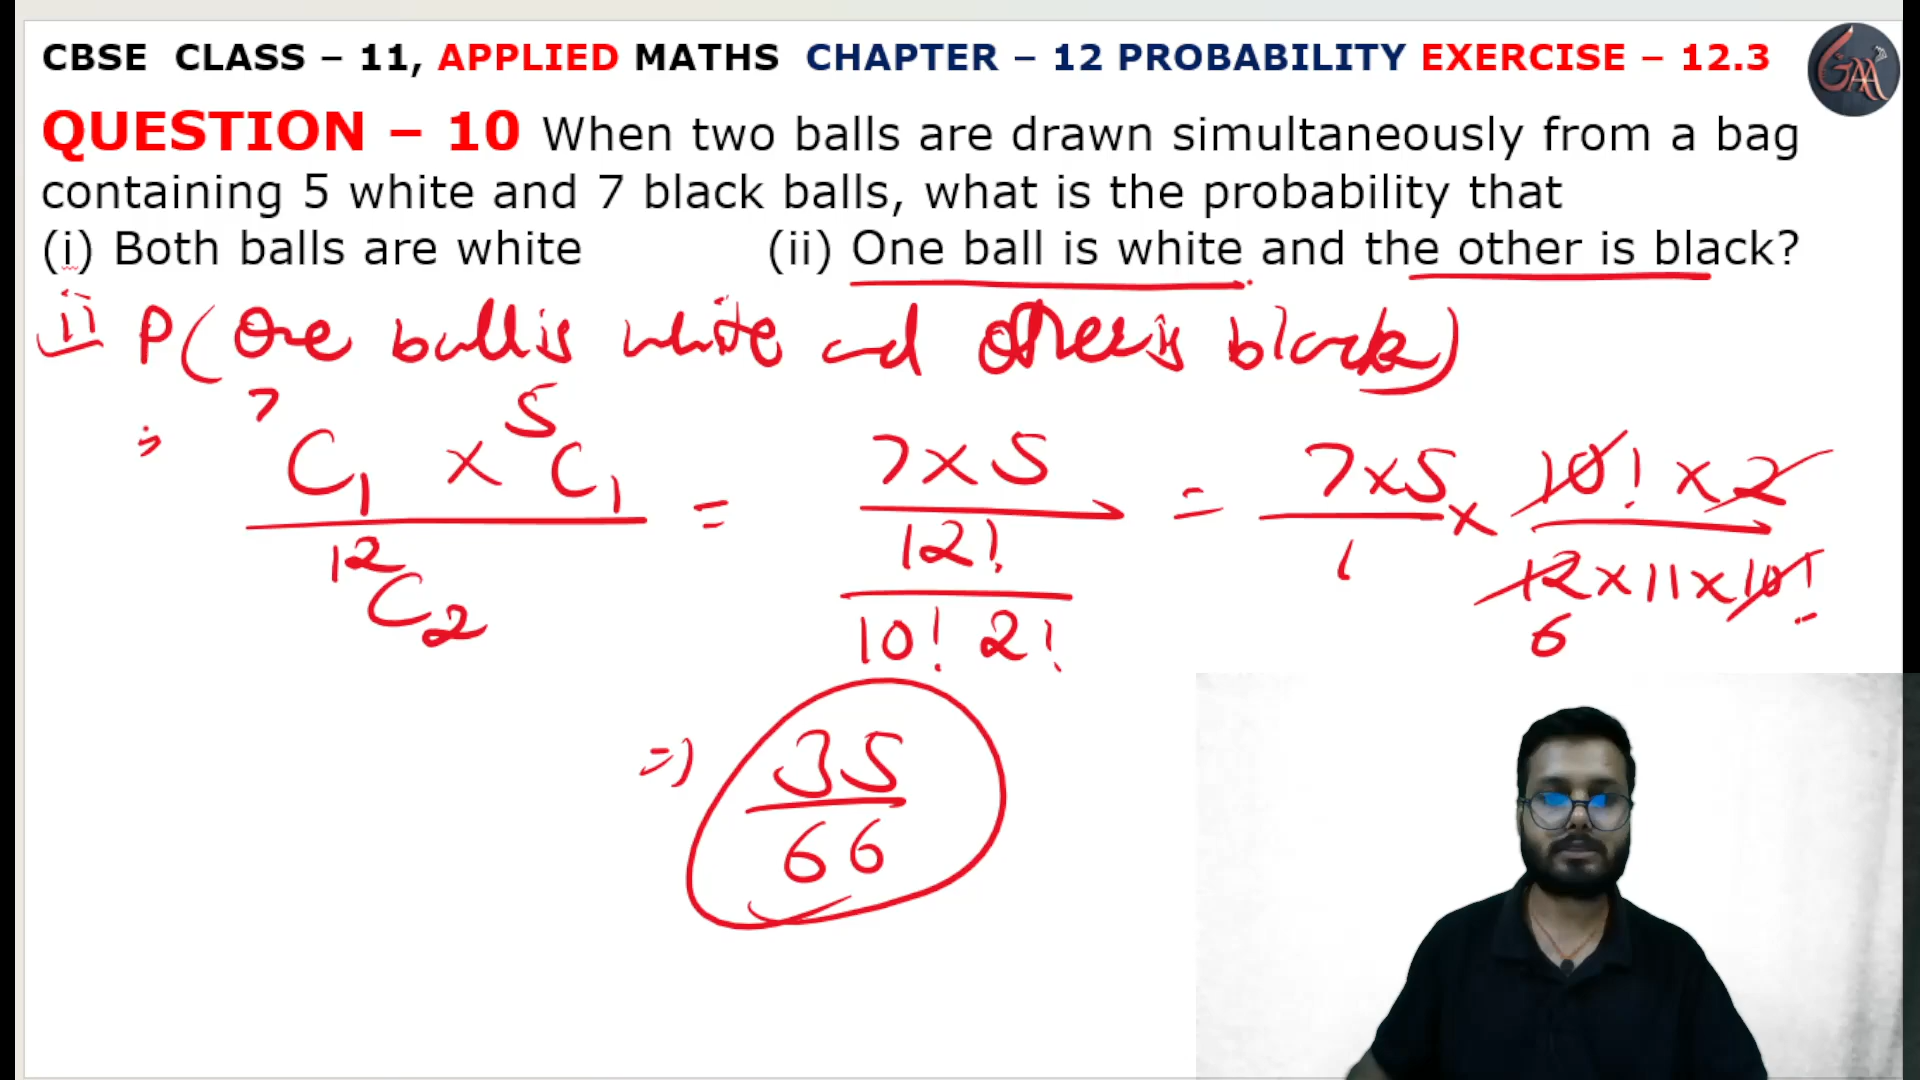 CBSE CLASS – 11, APPLIED MATHS CHAPTER – 12 PROBABILITY EXERCISE – 12.3
GAA
QUESTION – 10 When two balls are drawn simultaneously from a bag
containing 5 white and 7 black balls, what is the probability that
(i) Both balls are white (ii) One ball is white and the other is black?
ii P(One ball is white and other is black)
⁷C₁ × ⁵C₁ / ¹²C₂ = 7×5 / (12! / 10! 2!) = 7×5 / 1 × 10! × 2 / 12×11×10!
6
=) 35/66